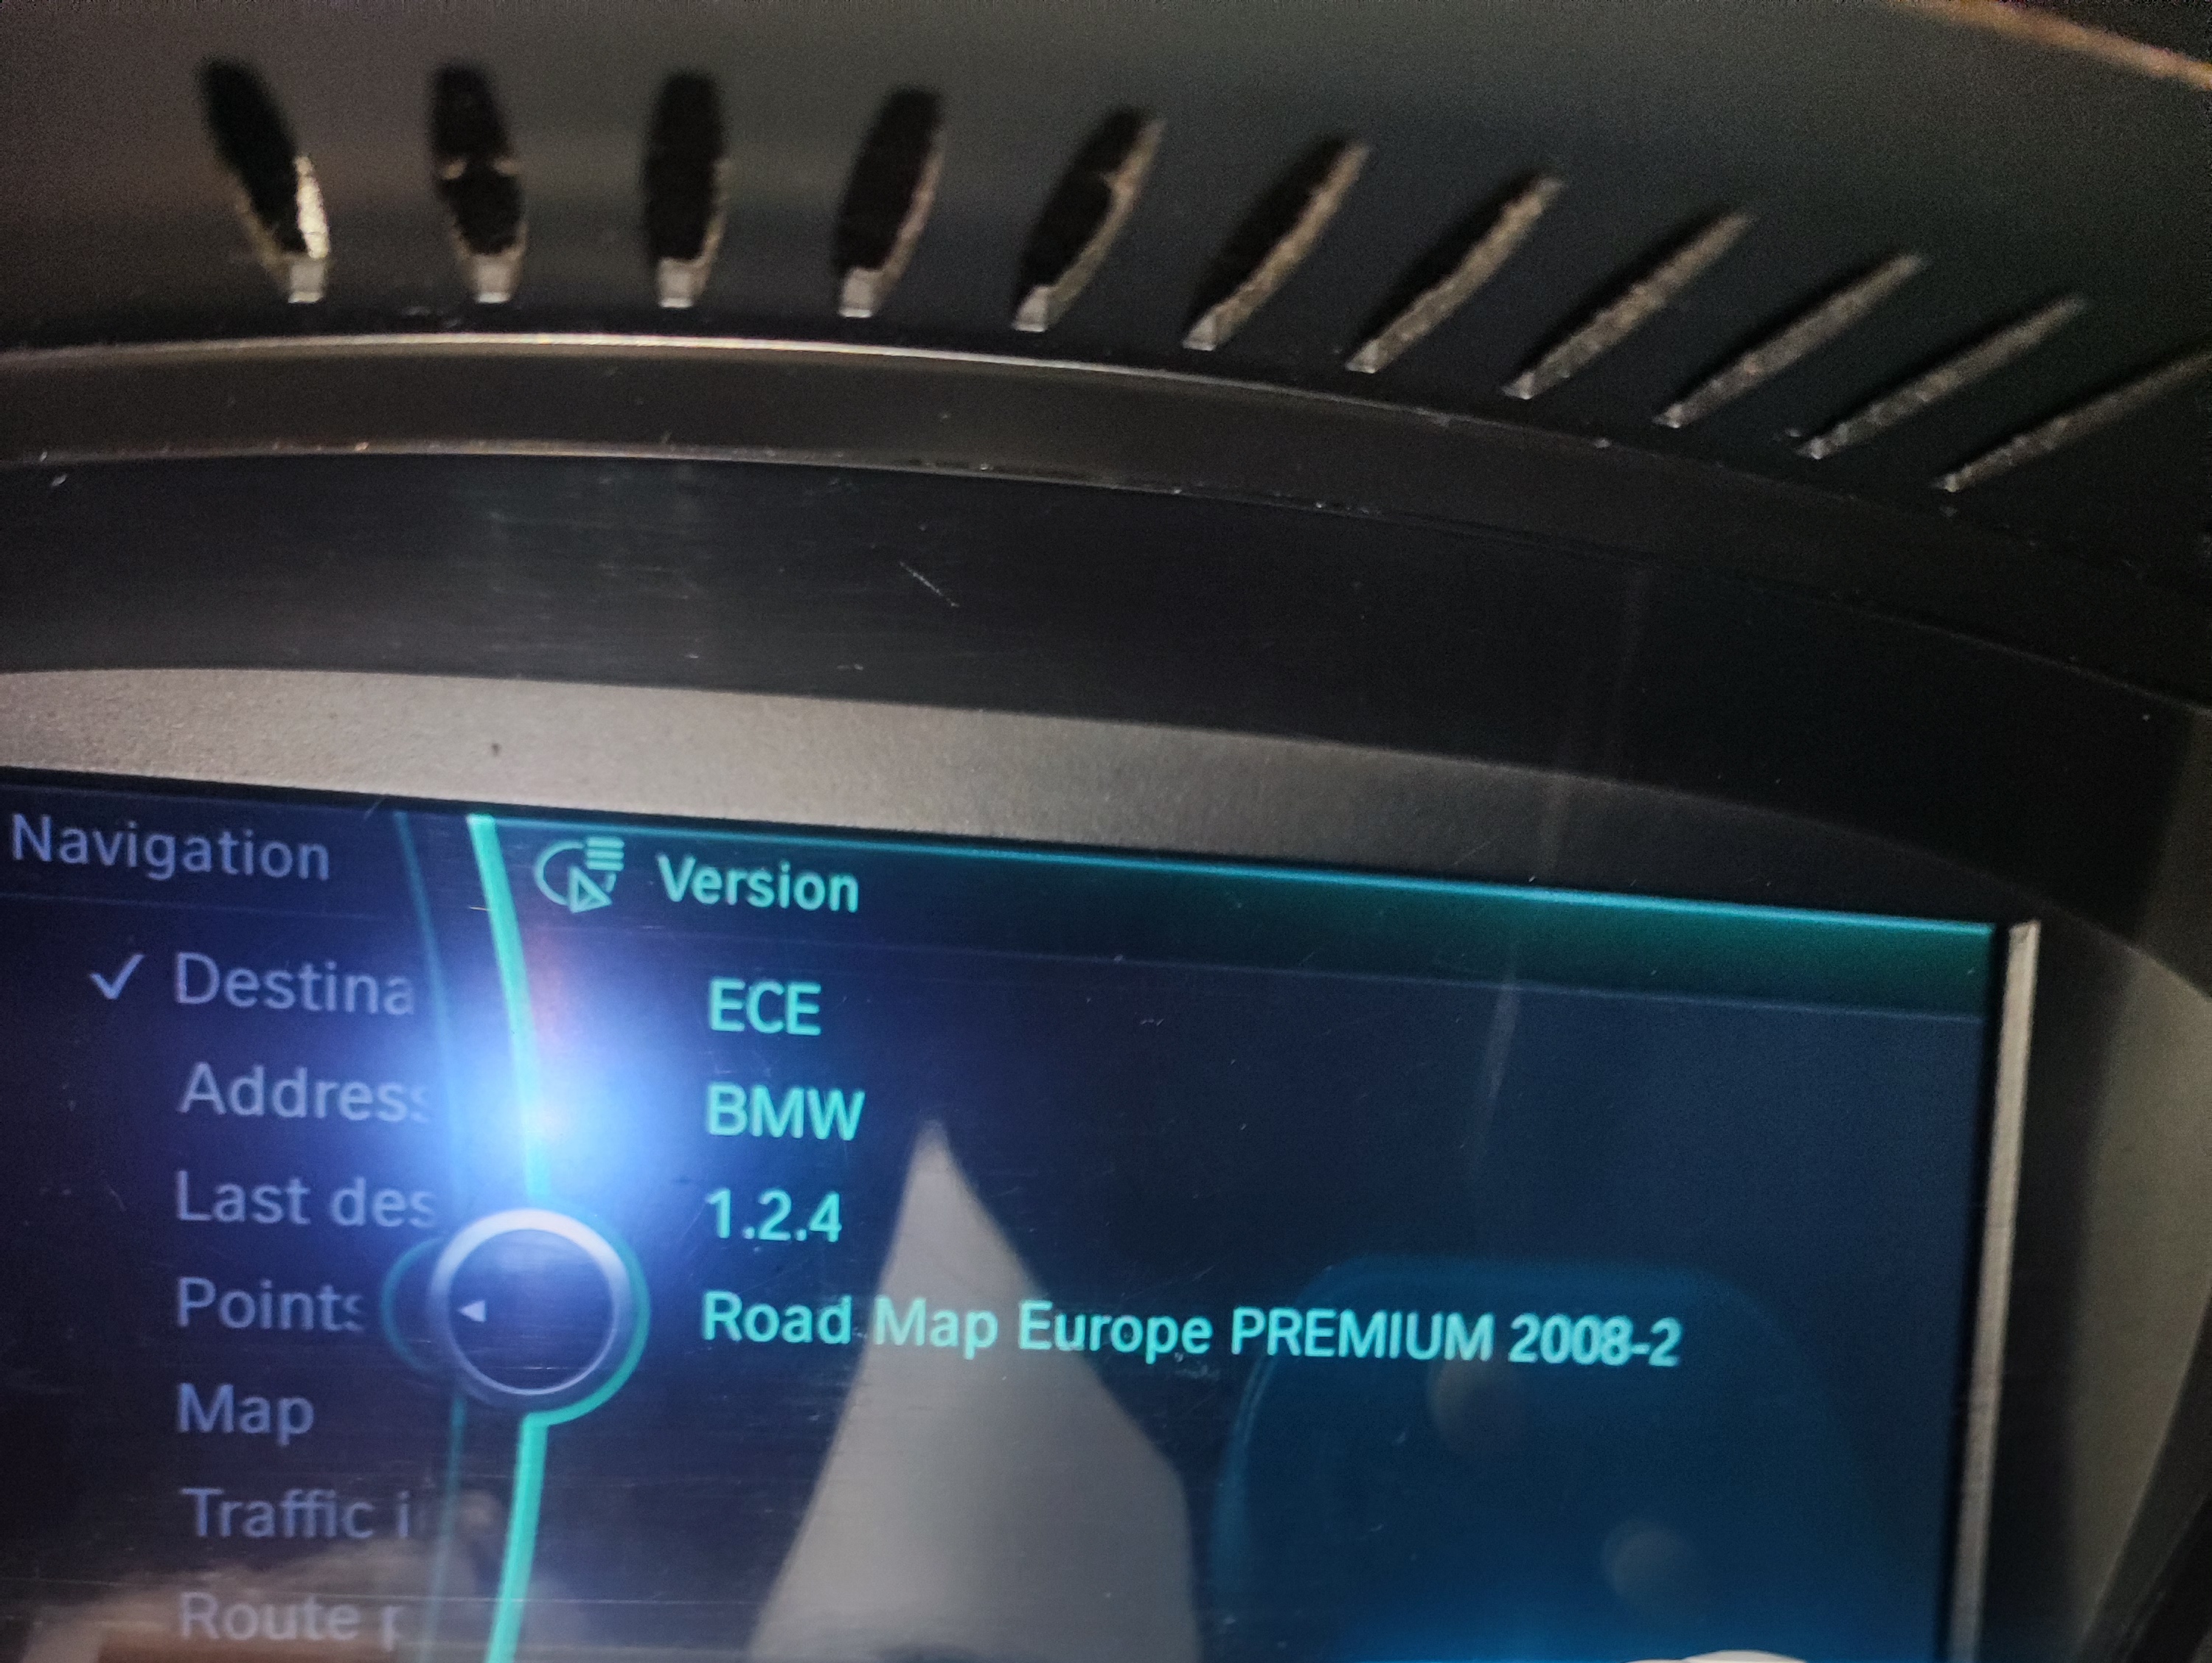 Navigation
Version
Destina
ECE
Address
BMW
Last des
1.2.4
Points
Road Map Europe PREMIUM 2008-2
Map
Traffic i
Route